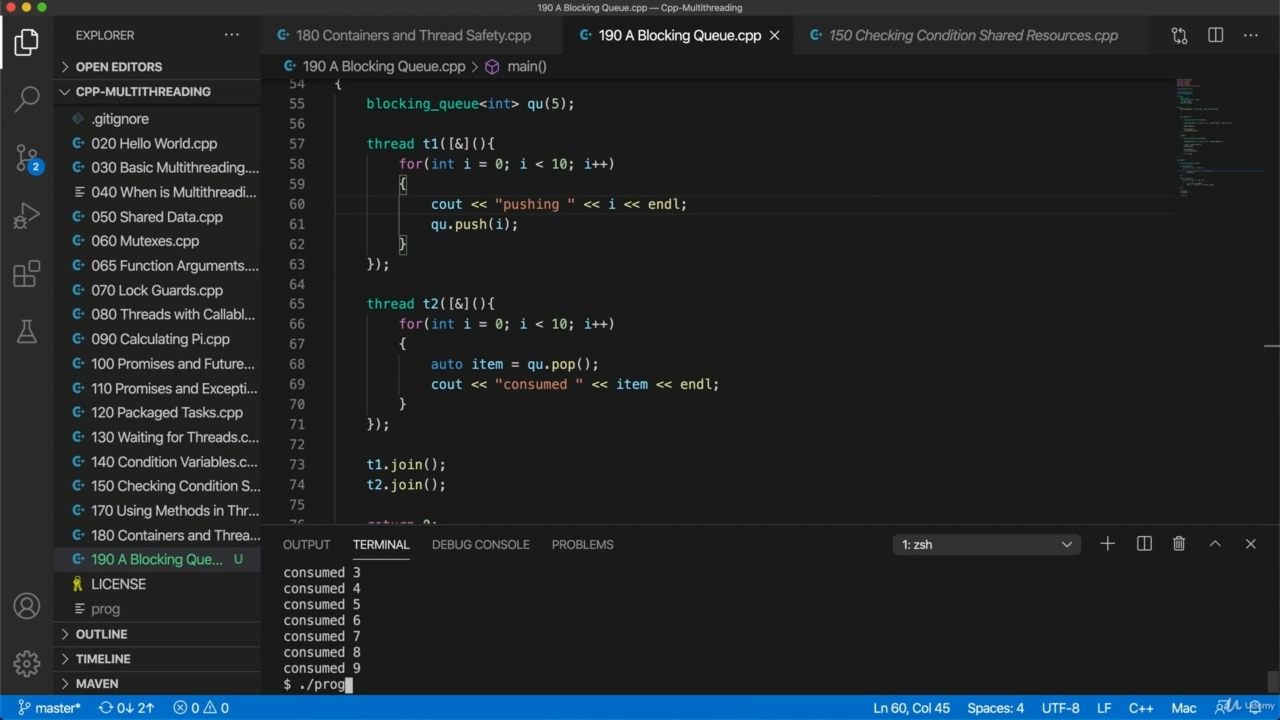 190 A Blocking Queue.cpp — Cpp-Multithreading
EXPLORER
180 Containers and Thread Safety.cpp
190 A Blocking Queue.cpp
150 Checking Condition Shared Resources.cpp
OPEN EDITORS
190 A Blocking Queue.cpp > main()
CPP-MULTITHREADING
.gitignore
020 Hello World.cpp
030 Basic Multithreading....
040 When is Multithreadi...
050 Shared Data.cpp
060 Mutexes.cpp
065 Function Arguments....
070 Lock Guards.cpp
080 Threads with Callabl...
090 Calculating Pi.cpp
100 Promises and Future...
110 Promises and Excepti...
120 Packaged Tasks.cpp
130 Waiting for Threads.c...
140 Condition Variables.c...
150 Checking Condition S...
170 Using Methods in Thr...
180 Containers and Threa...
190 A Blocking Que... U
LICENSE
prog
OUTLINE
TIMELINE
MAVEN
2
54 {
55 blocking_queue<int> qu(5);
56
57 thread t1([&](){
58 for(int i = 0; i < 10; i++)
59 {
60 cout << "pushing " << i << endl;
61 qu.push(i);
62 }
63 });
64
65 thread t2([&](){
66 for(int i = 0; i < 10; i++)
67 {
68 auto item = qu.pop();
69 cout << "consumed " << item << endl;
70 }
71 });
72
73 t1.join();
74 t2.join();
75
76 return 0;
OUTPUT TERMINAL DEBUG CONSOLE PROBLEMS 1: zsh
consumed 3
consumed 4
consumed 5
consumed 6
consumed 7
consumed 8
consumed 9
$ ./prog
master* 0↓ 2↑ 0 0 Ln 60, Col 45 Spaces: 4 UTF-8 LF C++ Mac
Udemy